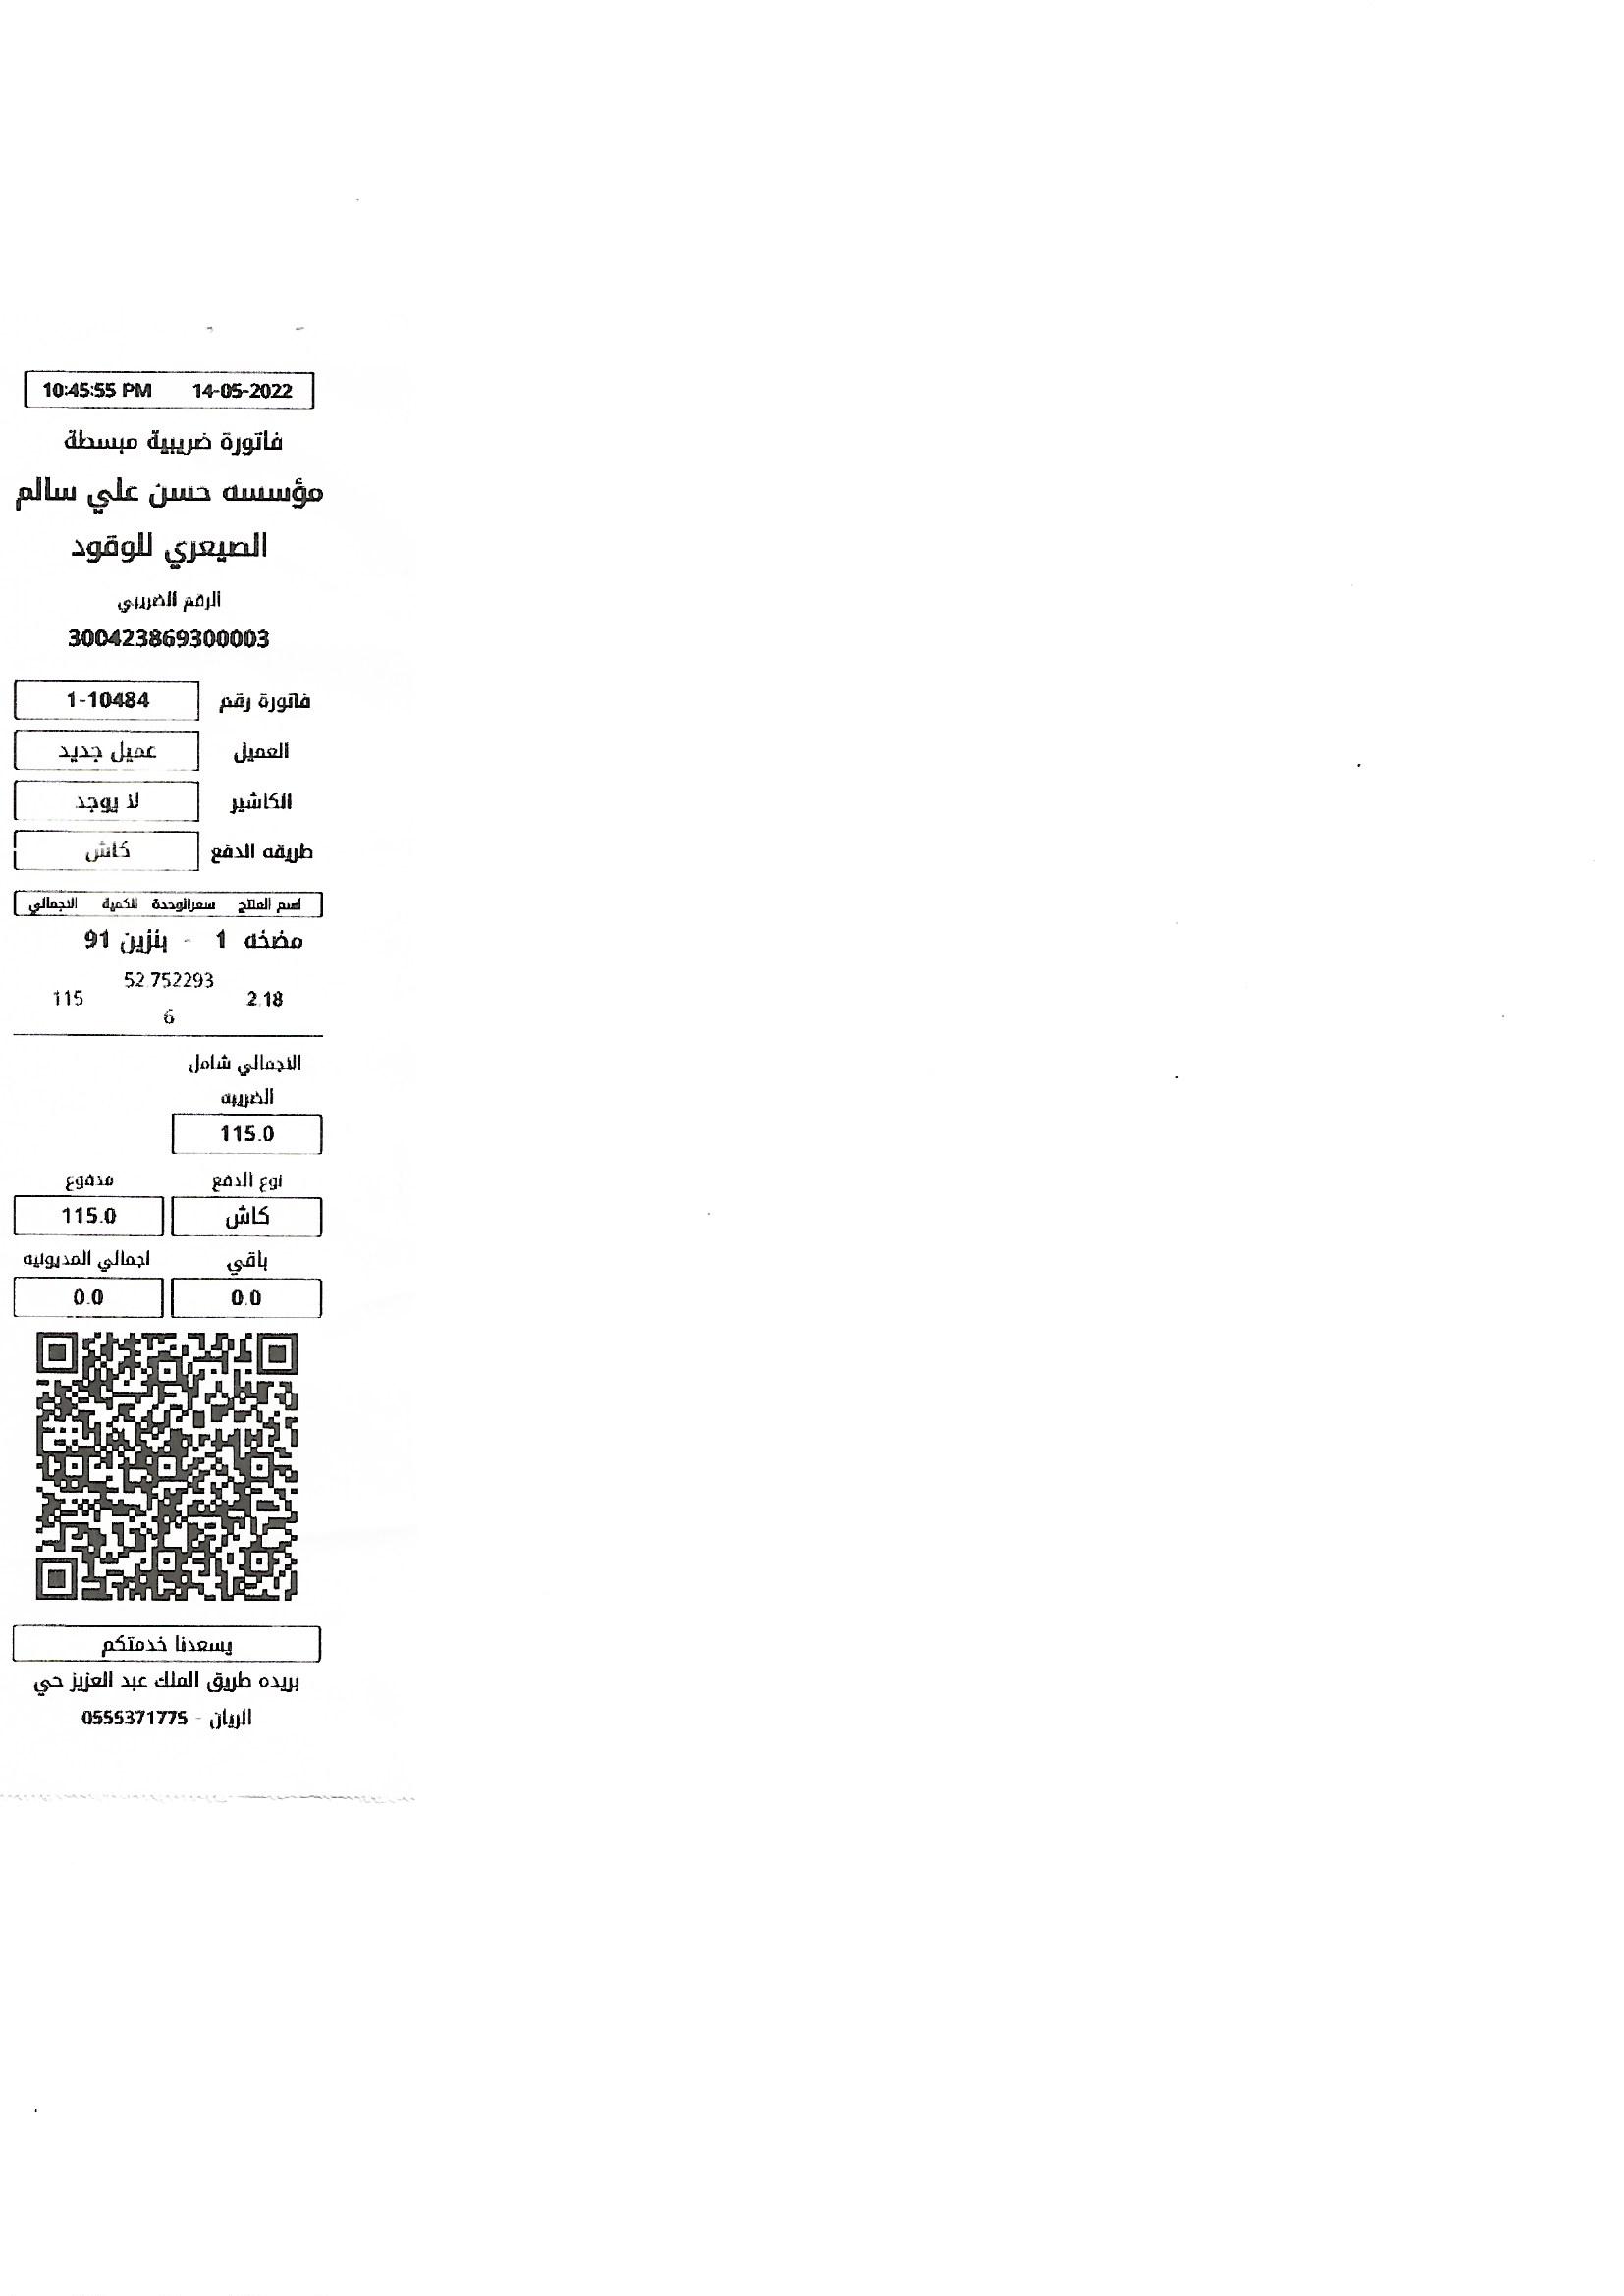 10:45:55 PM 14-05-2022
فاتورة ضريبية مبسطة
مؤسسه حسن علي سالم
الصيعري للوقود
الرقم الضريبي
300423869300003
فاتورة رقم 1-10484
العميل عميل جديد
الكاشير لا يوجد
طريقه الدفع كاش
اسم المنتج سعرالوحدة الكمية الاجمالي
مضخه 1 - بنزين 91
2.18 52.752293 115
6
الاجمالي شامل
الضريبه
115.0
نوع الدفع مدفوع
كاش 115.0
باقي اجمالي المديونيه
0.0 0.0
يسعدنا خدمتكم
بريده طريق الملك عبد العزيز حي
الريان - 0555371775